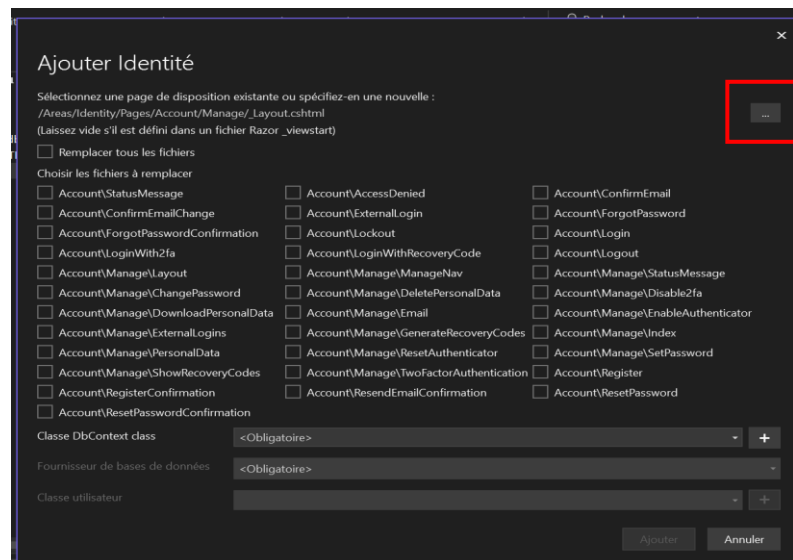 ×
Ajouter Identité
Sélectionnez une page de disposition existante ou spécifiez-en une nouvelle :
/Areas/Identity/Pages/Account/Manage/_Layout.cshtml
...
(Laissez vide s'il est défini dans un fichier Razor _viewstart)
Remplacer tous les fichiers
Choisir les fichiers à remplacer
Account\StatusMessage Account\AccessDenied Account\ConfirmEmail
Account\ConfirmEmailChange Account\ExternalLogin Account\ForgotPassword
Account\ForgotPasswordConfirmation Account\Lockout Account\Login
Account\LoginWith2fa Account\LoginWithRecoveryCode Account\Logout
Account\Manage\Layout Account\Manage\ManageNav Account\Manage\StatusMessage
Account\Manage\ChangePassword Account\Manage\DeletePersonalData Account\Manage\Disable2fa
Account\Manage\DownloadPersonalData Account\Manage\Email Account\Manage\EnableAuthenticator
Account\Manage\ExternalLogins Account\Manage\GenerateRecoveryCodes Account\Manage\Index
Account\Manage\PersonalData Account\Manage\ResetAuthenticator Account\Manage\SetPassword
Account\Manage\ShowRecoveryCodes Account\Manage\TwoFactorAuthentication Account\Register
Account\RegisterConfirmation Account\ResendEmailConfirmation Account\ResetPassword
Account\ResetPasswordConfirmation
Classe DbContext class <Obligatoire> +
Fournisseur de bases de données <Obligatoire>
Classe utilisateur +
Ajouter Annuler